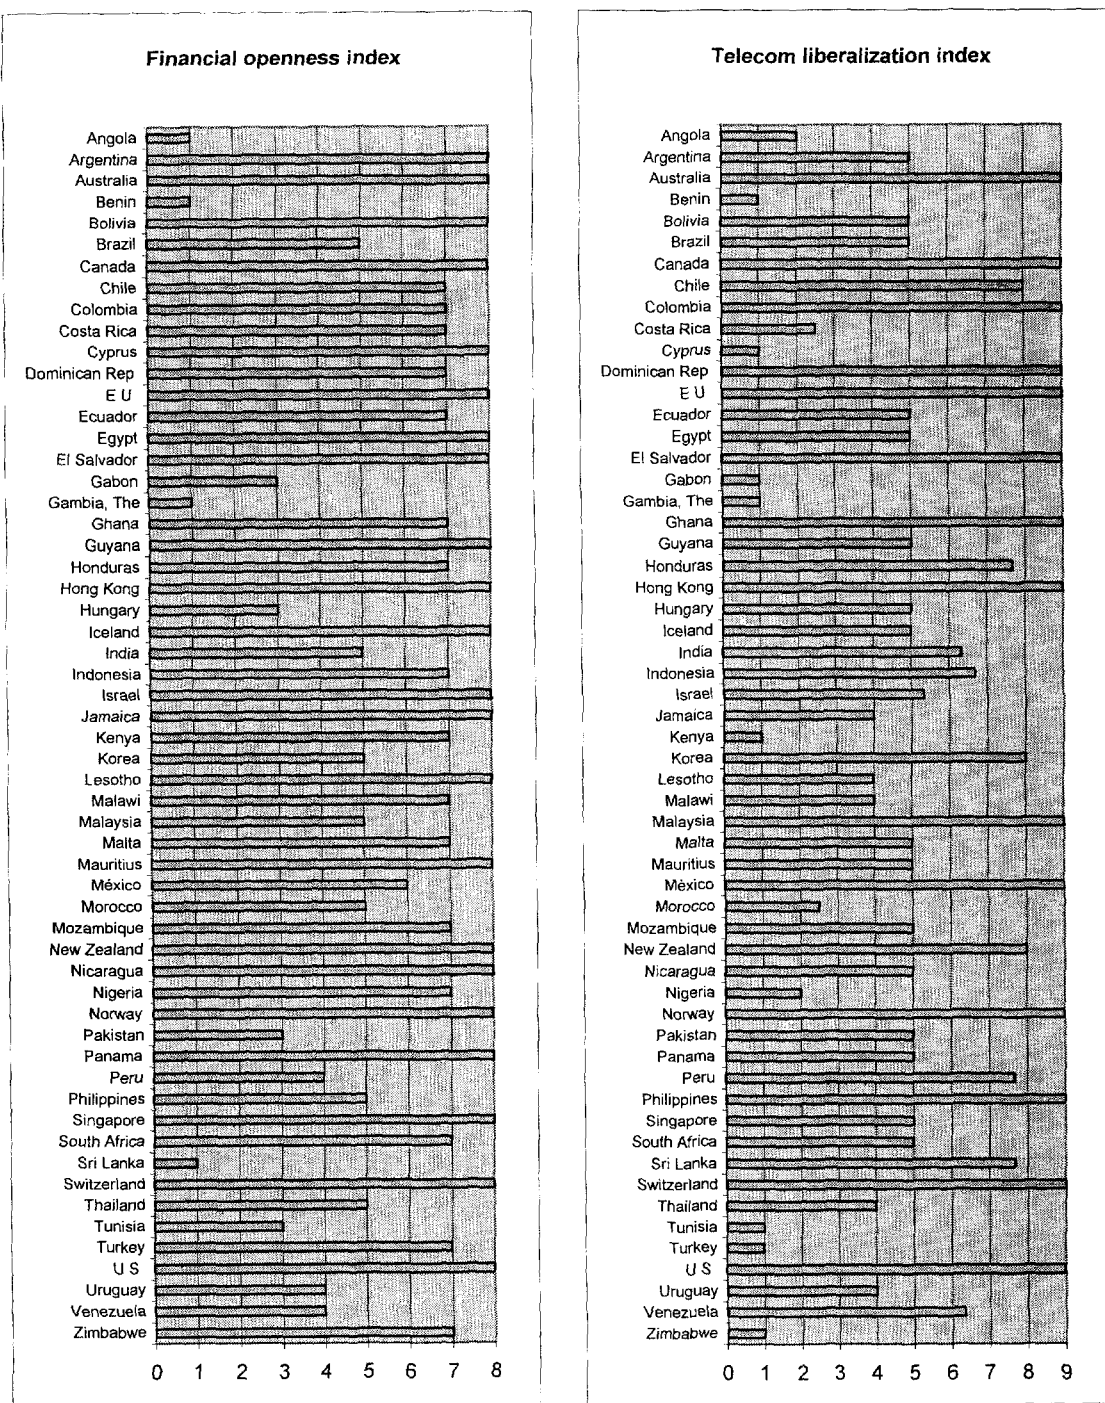 Financial openness index
Angola
Argentina
Australia
Benin
Bolivia
Brazil
Canada
Chile
Colombia
Costa Rica
Cyprus
Dominican Rep
E U
Ecuador
Egypt
El Salvador
Gabon
Gambia, The
Ghana
Guyana
Honduras
Hong Kong
Hungary
Iceland
India
Indonesia
Israel
Jamaica
Kenya
Korea
Lesotho
Malawi
Malaysia
Malta
Mauritius
México
Morocco
Mozambique
New Zealand
Nicaragua
Nigeria
Norway
Pakistan
Panama
Peru
Philippines
Singapore
South Africa
Sri Lanka
Switzerland
Thailand
Tunisia
Turkey
U S
Uruguay
Venezuela
Zimbabwe
0 1 2 3 4 5 6 7 8
Telecom liberalization index
Angola
Argentina
Australia
Benin
Bolivia
Brazil
Canada
Chile
Colombia
Costa Rica
Cyprus
Dominican Rep
E U
Ecuador
Egypt
El Salvador
Gabon
Gambia, The
Ghana
Guyana
Honduras
Hong Kong
Hungary
Iceland
India
Indonesia
Israel
Jamaica
Kenya
Korea
Lesotho
Malawi
Malaysia
Malta
Mauritius
México
Morocco
Mozambique
New Zealand
Nicaragua
Nigeria
Norway
Pakistan
Panama
Peru
Philippines
Singapore
South Africa
Sri Lanka
Switzerland
Thailand
Tunisia
Turkey
U S
Uruguay
Venezuela
Zimbabwe
0 1 2 3 4 5 6 7 8 9